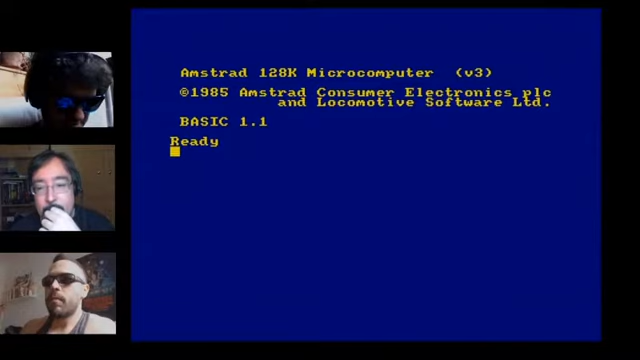 Amstrad 128K Microcomputer (v3)
©1985 Amstrad Consumer Electronics plc
and Locomotive Software Ltd.
BASIC 1.1
Ready